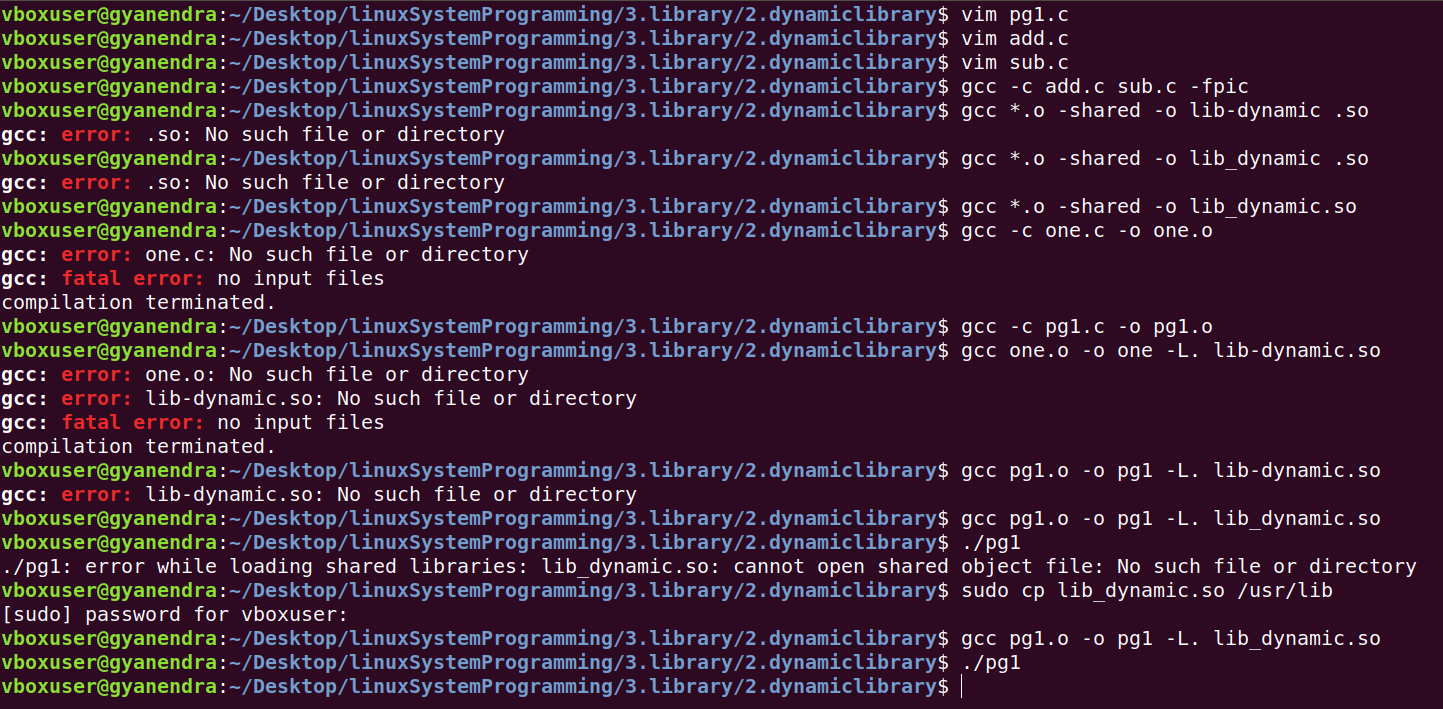 vboxuser@gyanendra:~/Desktop/linuxSystemProgramming/3.library/2.dynamiclibrary$ vim pg1.c
vboxuser@gyanendra:~/Desktop/linuxSystemProgramming/3.library/2.dynamiclibrary$ vim add.c
vboxuser@gyanendra:~/Desktop/linuxSystemProgramming/3.library/2.dynamiclibrary$ vim sub.c
vboxuser@gyanendra:~/Desktop/linuxSystemProgramming/3.library/2.dynamiclibrary$ gcc -c add.c sub.c -fpic
vboxuser@gyanendra:~/Desktop/linuxSystemProgramming/3.library/2.dynamiclibrary$ gcc *.o -shared -o lib-dynamic .so
gcc: error: .so: No such file or directory
vboxuser@gyanendra:~/Desktop/linuxSystemProgramming/3.library/2.dynamiclibrary$ gcc *.o -shared -o lib_dynamic .so
gcc: error: .so: No such file or directory
vboxuser@gyanendra:~/Desktop/linuxSystemProgramming/3.library/2.dynamiclibrary$ gcc *.o -shared -o lib_dynamic.so
vboxuser@gyanendra:~/Desktop/linuxSystemProgramming/3.library/2.dynamiclibrary$ gcc -c one.c -o one.o
gcc: error: one.c: No such file or directory
gcc: fatal error: no input files
compilation terminated.
vboxuser@gyanendra:~/Desktop/linuxSystemProgramming/3.library/2.dynamiclibrary$ gcc -c pg1.c -o pg1.o
vboxuser@gyanendra:~/Desktop/linuxSystemProgramming/3.library/2.dynamiclibrary$ gcc one.o -o one -L. lib-dynamic.so
gcc: error: one.o: No such file or directory
gcc: error: lib-dynamic.so: No such file or directory
gcc: fatal error: no input files
compilation terminated.
vboxuser@gyanendra:~/Desktop/linuxSystemProgramming/3.library/2.dynamiclibrary$ gcc pg1.o -o pg1 -L. lib-dynamic.so
gcc: error: lib-dynamic.so: No such file or directory
vboxuser@gyanendra:~/Desktop/linuxSystemProgramming/3.library/2.dynamiclibrary$ gcc pg1.o -o pg1 -L. lib_dynamic.so
vboxuser@gyanendra:~/Desktop/linuxSystemProgramming/3.library/2.dynamiclibrary$ ./pg1
./pg1: error while loading shared libraries: lib_dynamic.so: cannot open shared object file: No such file or directory
vboxuser@gyanendra:~/Desktop/linuxSystemProgramming/3.library/2.dynamiclibrary$ sudo cp lib_dynamic.so /usr/lib
[sudo] password for vboxuser:
vboxuser@gyanendra:~/Desktop/linuxSystemProgramming/3.library/2.dynamiclibrary$ gcc pg1.o -o pg1 -L. lib_dynamic.so
vboxuser@gyanendra:~/Desktop/linuxSystemProgramming/3.library/2.dynamiclibrary$ ./pg1
vboxuser@gyanendra:~/Desktop/linuxSystemProgramming/3.library/2.dynamiclibrary$